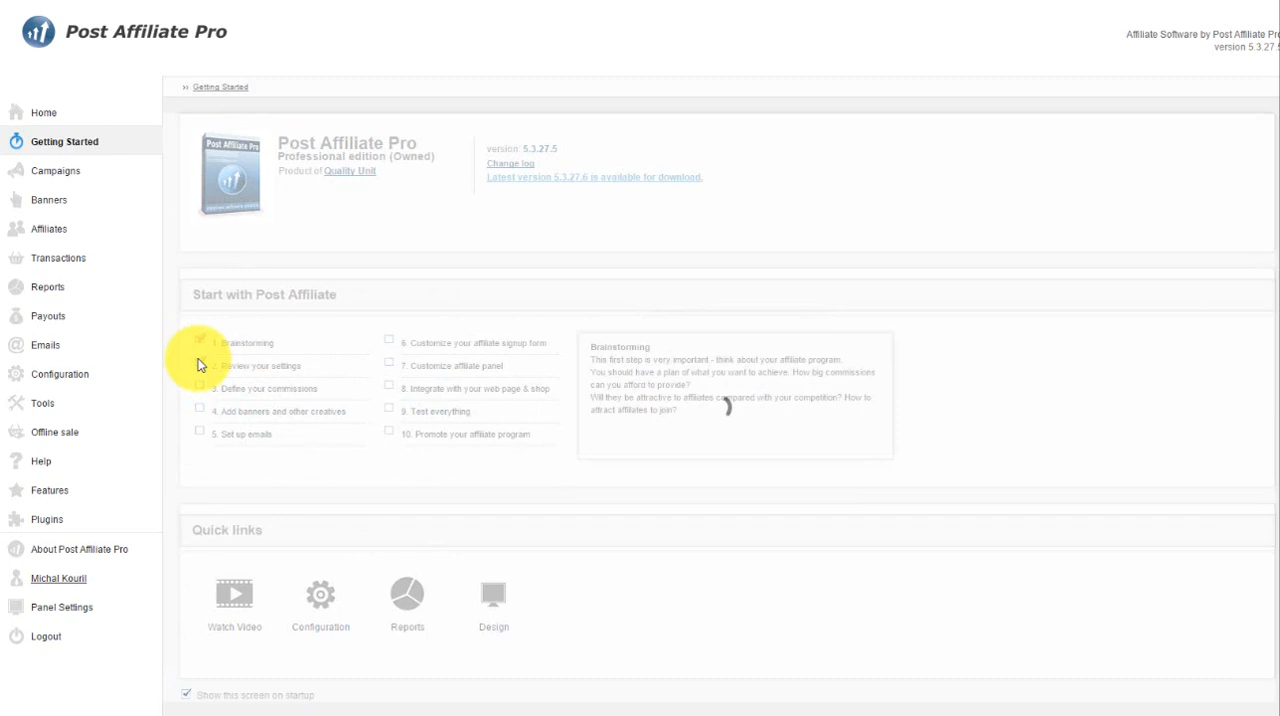 Post Affiliate Pro
Affiliate Software by Post Affiliate Pro
version 5.3.27.5
Home
Getting Started
Campaigns
Banners
Affiliates
Transactions
Reports
Payouts
Emails
Configuration
Tools
Offline sale
Help
Features
Plugins
About Post Affiliate Pro
Michal Kouril
Panel Settings
Logout
›› Getting Started
Post Affiliate Pro
Post Affiliate Pro
Professional edition (Owned)
Product of Quality Unit
version: 5.3.27.5
Change log
Latest version 5.3.27.6 is available for download.
Start with Post Affiliate
1. Brainstorming
2. Review your settings
3. Define your commissions
4. Add banners and other creatives
5. Set up emails
6. Customize your affiliate signup form
7. Customize affiliate panel
8. Integrate with your web page & shop
9. Test everything
10. Promote your affiliate program
Brainstorming
This first step is very important - think about your affiliate program.
You should have a plan of what you want to achieve. How big commissions
can you afford to provide?
Will they be attractive to affiliates compared with your competition? How to
attract affiliates to join?
Quick links
Watch Video
Configuration
Reports
Design
Show this screen on startup